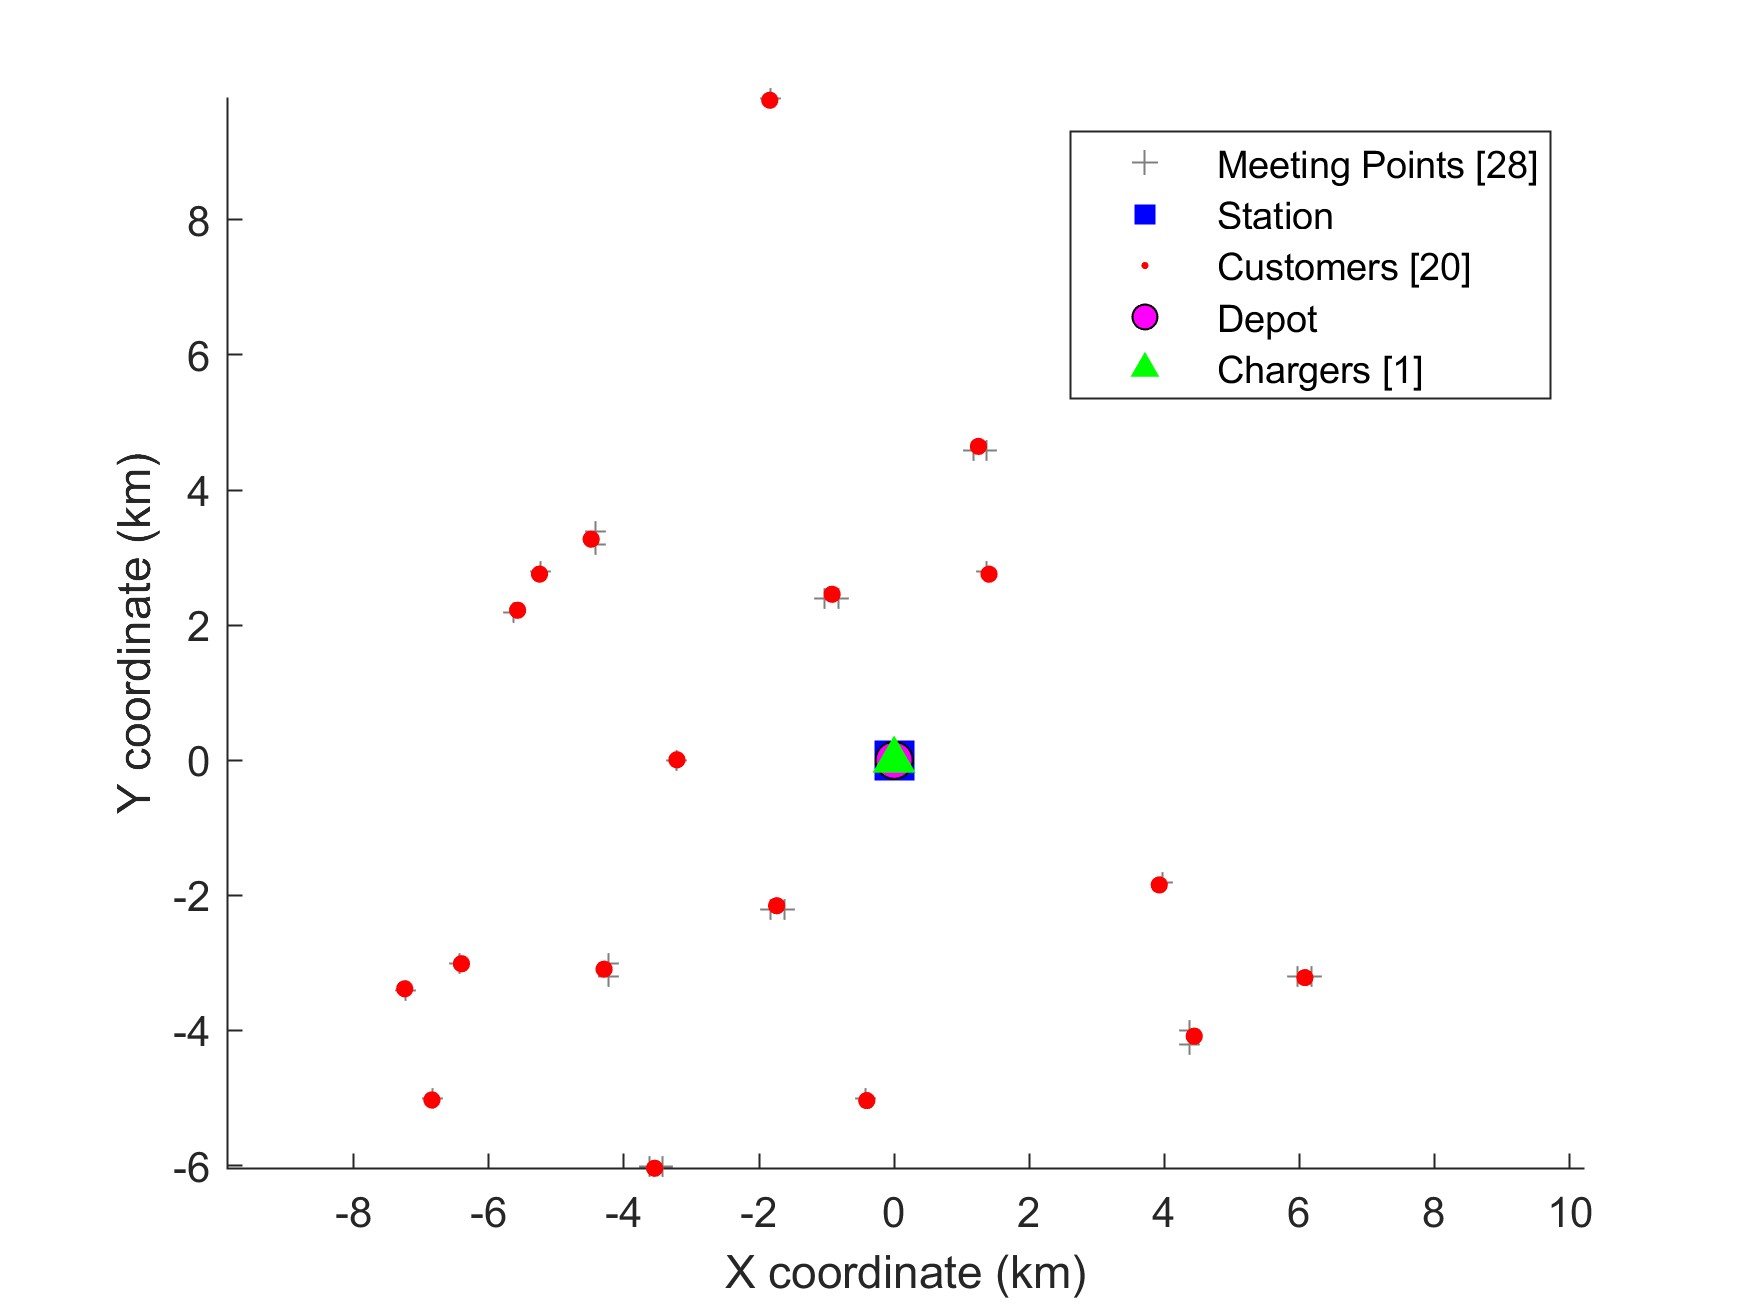 Meeting Points [28]
Station
Customers [20]
Depot
Chargers [1]
8
6
4
2
0
-2
-4
-6
Y coordinate (km)
-8 -6 -4 -2 0 2 4 6 8 10
X coordinate (km)